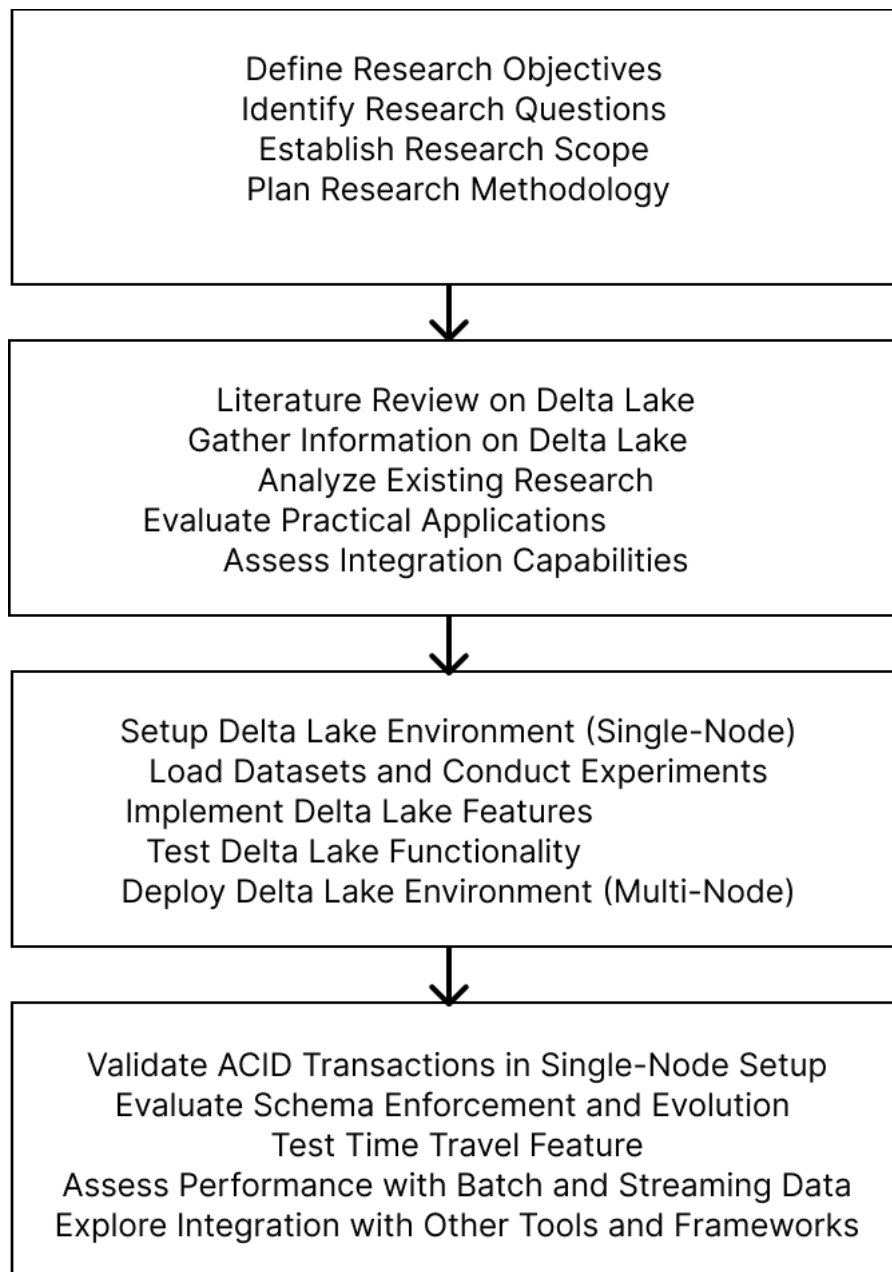 Define Research Objectives
Identify Research Questions
Establish Research Scope
Plan Research Methodology
Literature Review on Delta Lake
Gather Information on Delta Lake
Analyze Existing Research
Evaluate Practical Applications
Assess Integration Capabilities
Setup Delta Lake Environment (Single-Node)
Load Datasets and Conduct Experiments
Implement Delta Lake Features
Test Delta Lake Functionality
Deploy Delta Lake Environment (Multi-Node)
Validate ACID Transactions in Single-Node Setup
Evaluate Schema Enforcement and Evolution
Test Time Travel Feature
Assess Performance with Batch and Streaming Data
Explore Integration with Other Tools and Frameworks